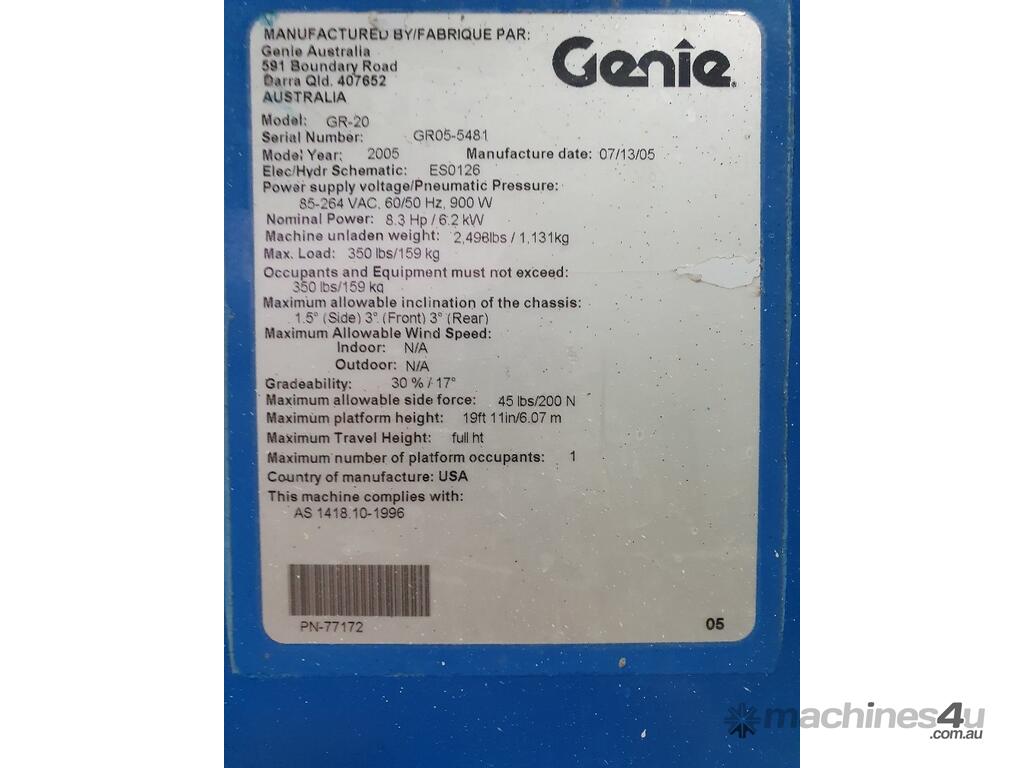 MANUFACTURED BY/FABRIQUE PAR:
Genie Australia
591 Boundary Road
Darra Qld. 407652
AUSTRALIA
Genie
Model: GR-20
Serial Number: GR05-5481
Model Year: 2005 Manufacture date: 07/13/05
Elec/Hydr Schematic: ES0126
Power supply voltage/Pneumatic Pressure:
85-264 VAC, 60/50 Hz, 900 W
Nominal Power: 8.3 Hp / 6.2 kW
Machine unladen weight: 2,496lbs / 1,131kg
Max. Load: 350 lbs/159 kg
Occupants and Equipment must not exceed:
350 lbs/159 kg
Maximum allowable inclination of the chassis:
1.5° (Side) 3° (Front) 3° (Rear)
Maximum Allowable Wind Speed:
Indoor: N/A
Outdoor: N/A
Gradeability: 30 % / 17°
Maximum allowable side force: 45 lbs/200 N
Maximum platform height: 19ft 11in/6.07 m
Maximum Travel Height: full ht
Maximum number of platform occupants: 1
Country of manufacture: USA
This machine complies with:
AS 1418.10-1996
PN-77172
05
machines4u
.com.au